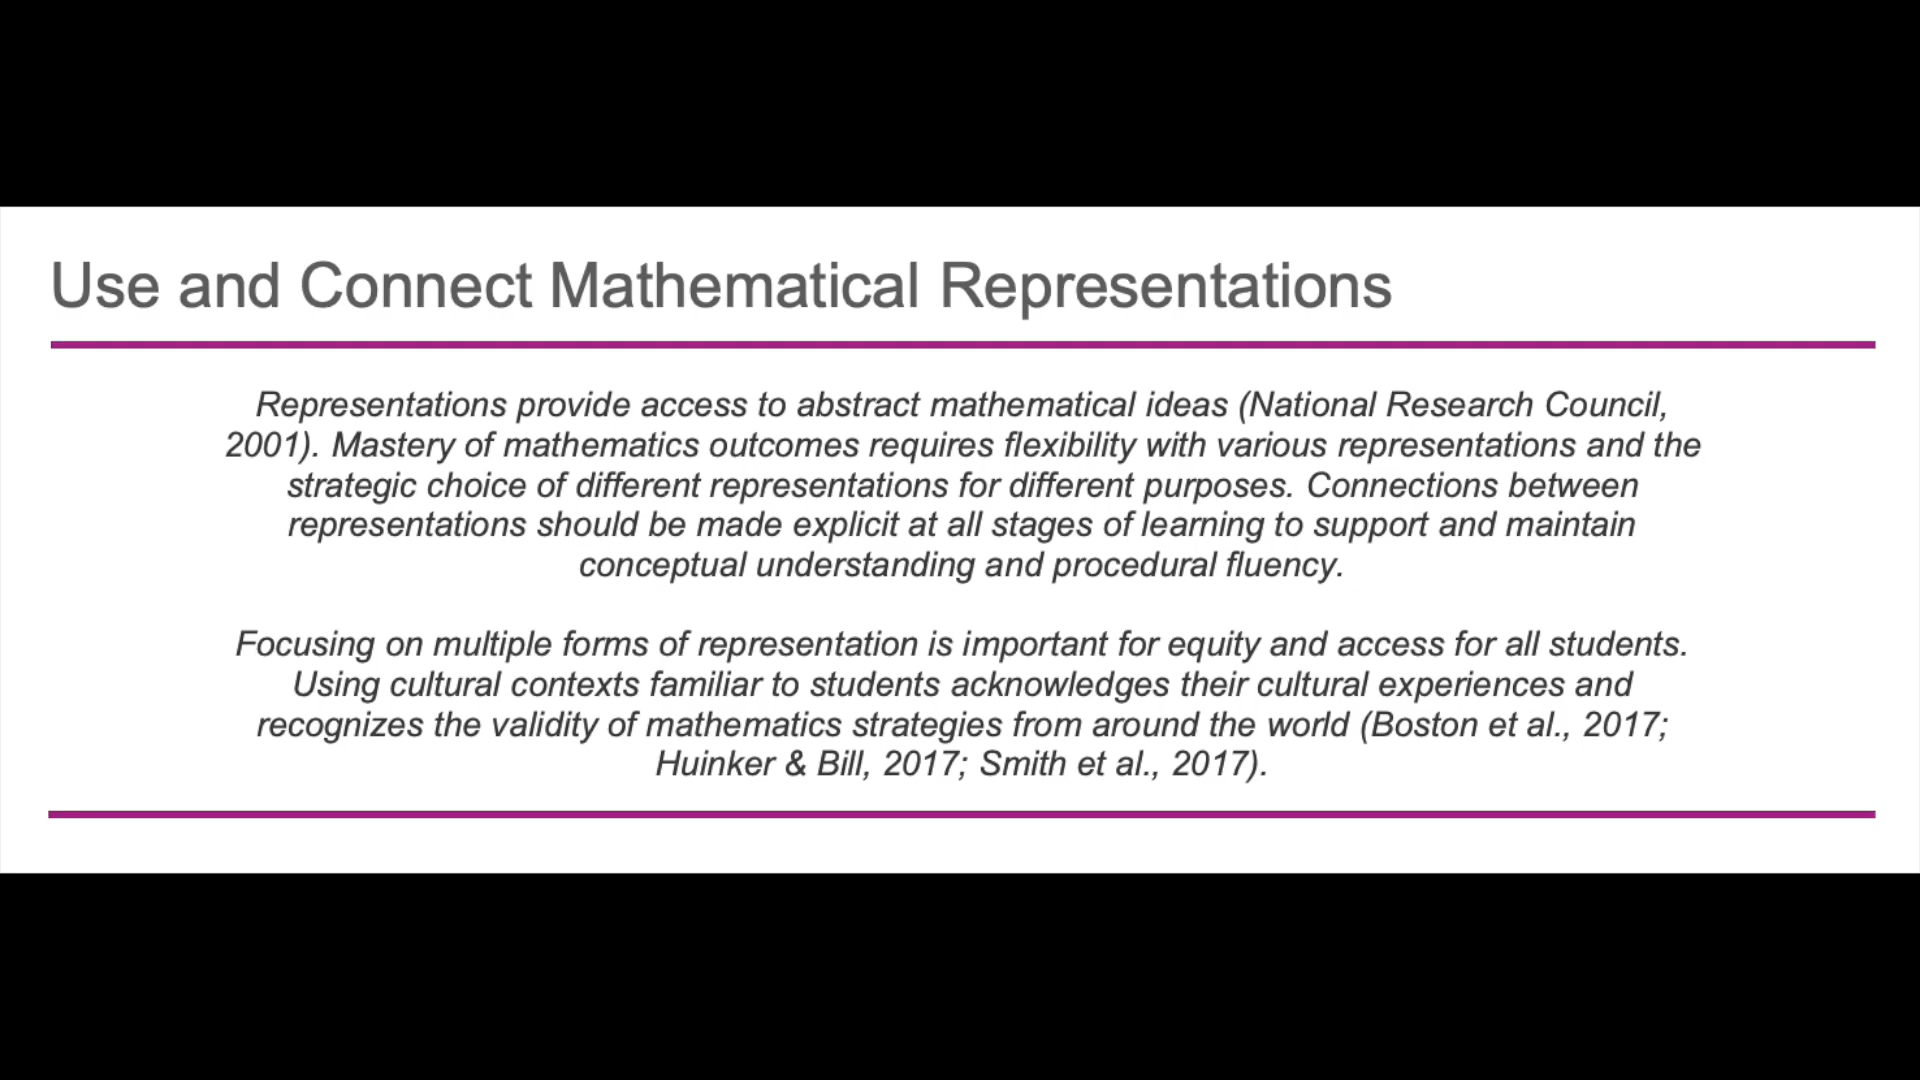 Use and Connect Mathematical Representations
Representations provide access to abstract mathematical ideas (National Research Council,
2001). Mastery of mathematics outcomes requires flexibility with various representations and the
strategic choice of different representations for different purposes. Connections between
representations should be made explicit at all stages of learning to support and maintain
conceptual understanding and procedural fluency.
Focusing on multiple forms of representation is important for equity and access for all students.
Using cultural contexts familiar to students acknowledges their cultural experiences and
recognizes the validity of mathematics strategies from around the world (Boston et al., 2017;
Huinker & Bill, 2017; Smith et al., 2017).